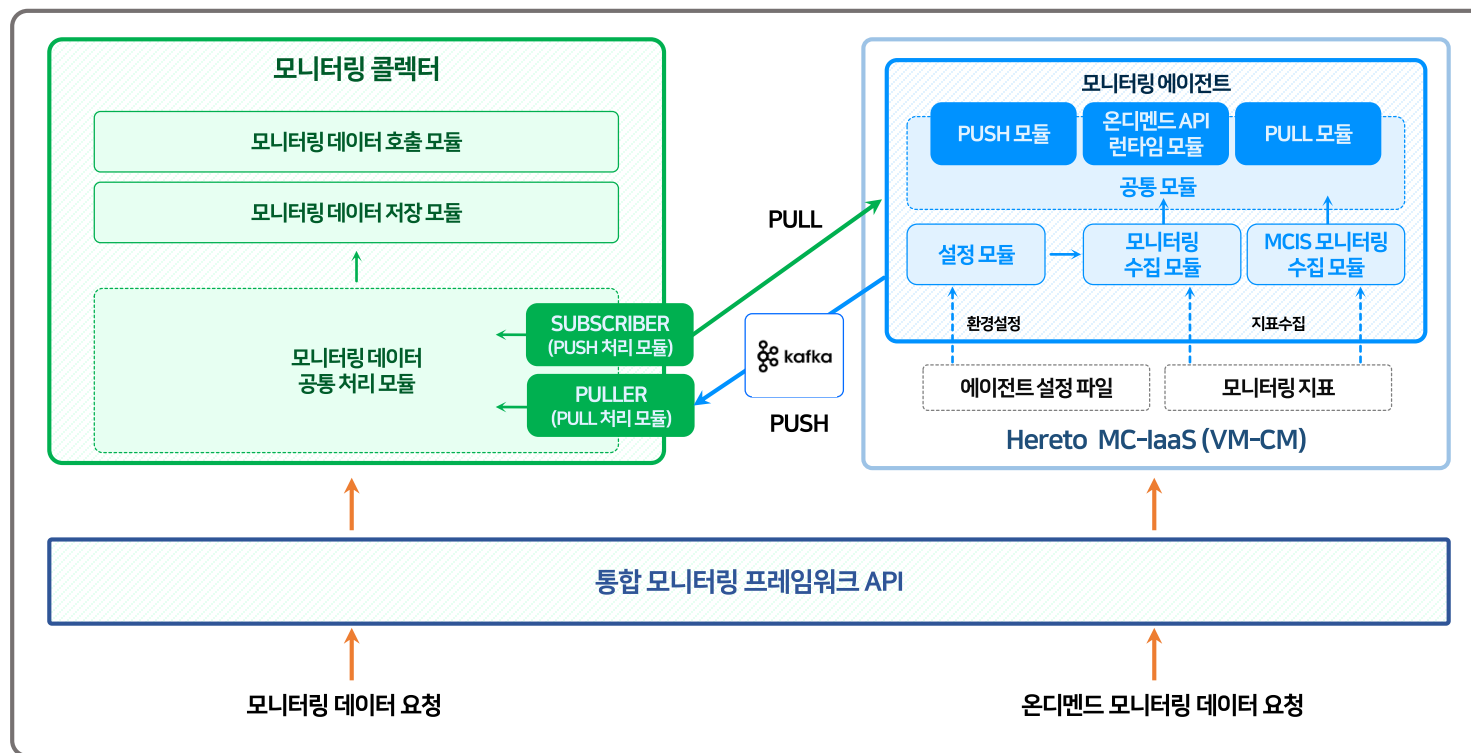 모니터링 콜렉터
모니터링 데이터 호출 모듈
모니터링 데이터 저장 모듈
모니터링 데이터
공통 처리 모듈
SUBSCRIBER
(PUSH 처리 모듈)
PULLER
(PULL 처리 모듈)
PULL
kafka
PUSH
모니터링 에이전트
PUSH 모듈
온디멘드 API
런타임 모듈
PULL 모듈
공통 모듈
설정 모듈
모니터링
수집 모듈
MCIS 모니터링
수집 모듈
환경설정
지표수집
에이전트 설정 파일
모니터링 지표
Hereto MC-IaaS (VM-CM)
통합 모니터링 프레임워크 API
모니터링 데이터 요청
온디멘드 모니터링 데이터 요청